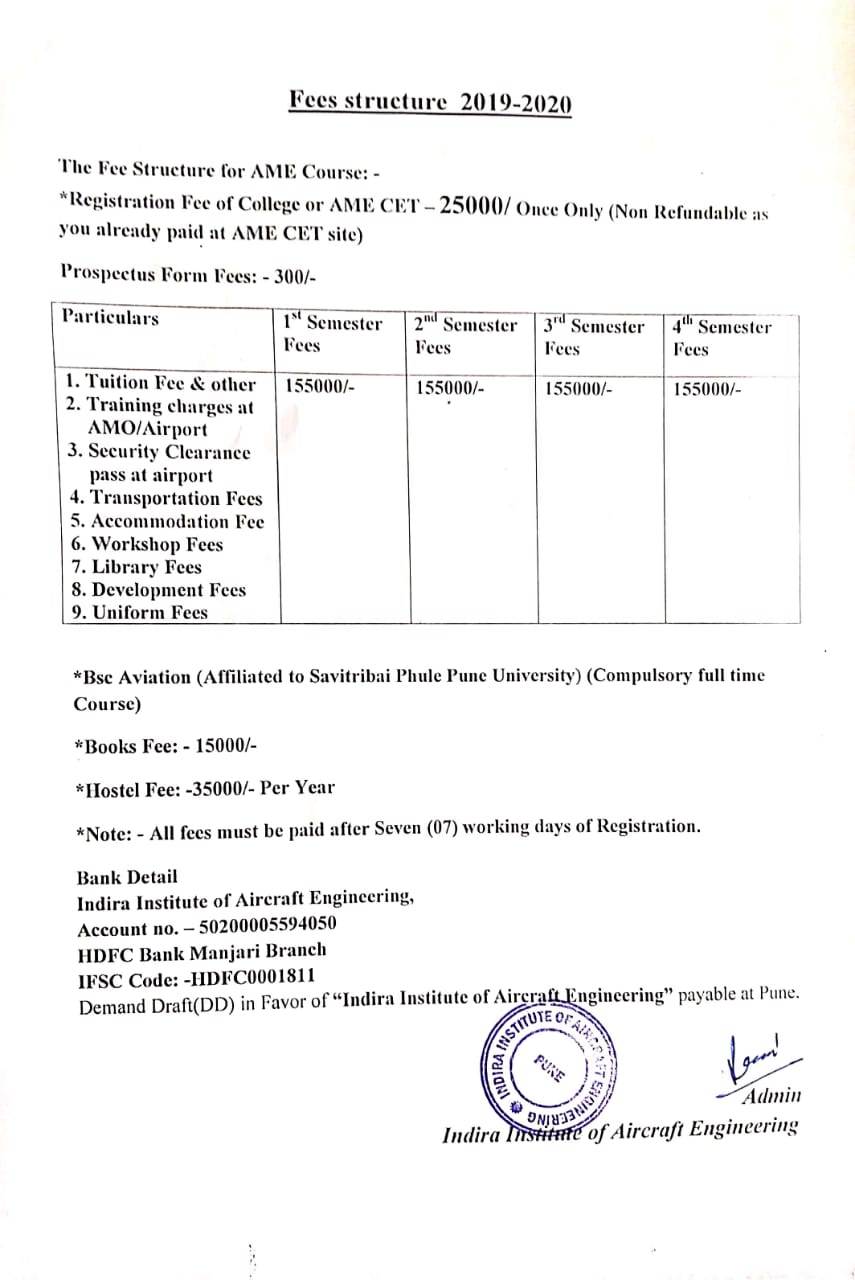 Fees structure 2019-2020
The Fee Structure for AME Course: -
*Registration Fee of College or AME CET – 25000/ Once Only (Non Refundable as
you already paid at AME CET site)
Prospectus Form Fees: - 300/-
Particulars 1st Semester Fees 2nd Semester Fees 3rd Semester Fees 4th Semester Fees
1. Tuition Fee & other 155000/- 155000/- 155000/- 155000/-
2. Training charges at
AMO/Airport
3. Security Clearance
pass at airport
4. Transportation Fees
5. Accommodation Fee
6. Workshop Fees
7. Library Fees
8. Development Fees
9. Uniform Fees
*Bsc Aviation (Affiliated to Savitribai Phule Pune University) (Compulsory full time
Course)
*Books Fee: - 15000/-
*Hostel Fee: -35000/- Per Year
*Note: - All fees must be paid after Seven (07) working days of Registration.
Bank Detail
Indira Institute of Aircraft Engineering,
Account no. – 50200005594050
HDFC Bank Manjari Branch
IFSC Code: -HDFC0001811
Demand Draft(DD) in Favor of “Indira Institute of Aircraft Engineering” payable at Pune.
INDIRA INSTITUTE OF AIRCRAFT ENGINEERING
PUNE
Admin
Indira Institute of Aircraft Engineering